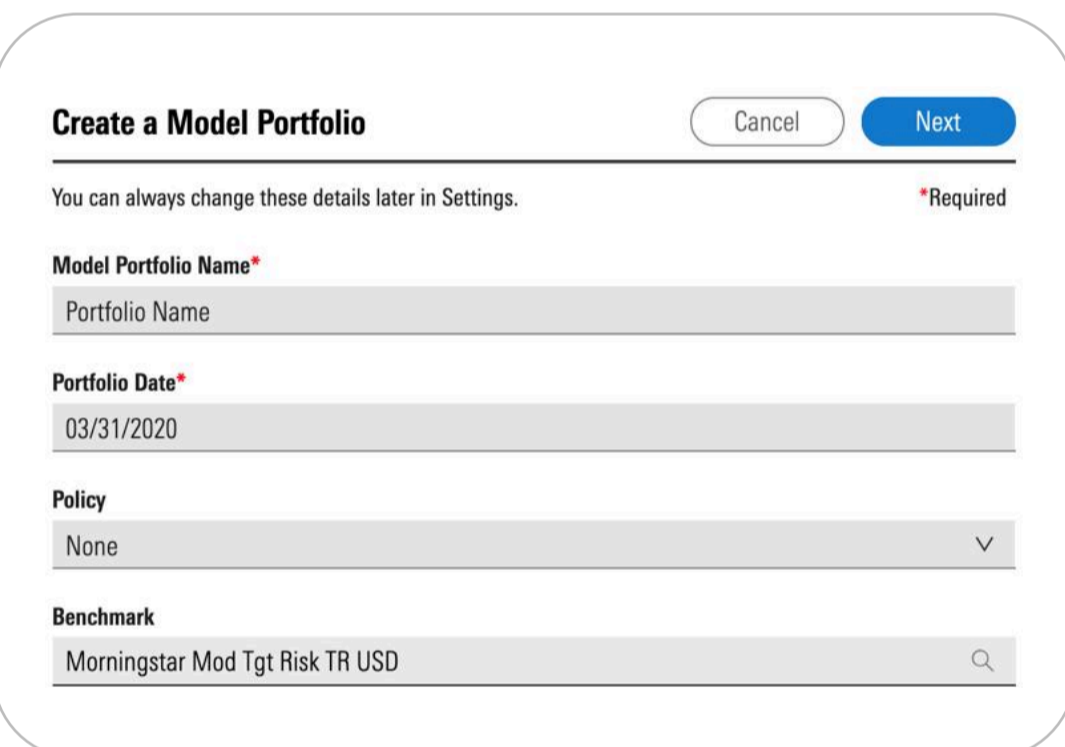 Create a Model Portfolio
Cancel
Next
You can always change these details later in Settings.
*Required
Model Portfolio Name*
Portfolio Name
Portfolio Date*
03/31/2020
Policy
None
Benchmark
Morningstar Mod Tgt Risk TR USD